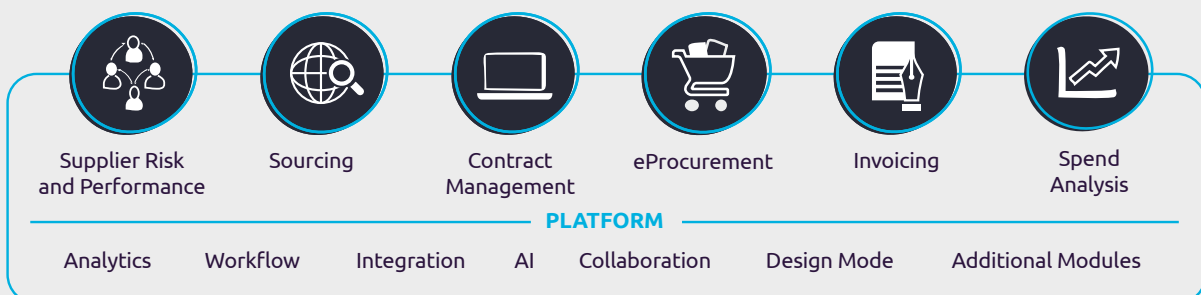 Supplier Risk
and Performance
Sourcing
Contract
Management
eProcurement
Invoicing
Spend
Analysis
PLATFORM
Analytics Workflow Integration AI Collaboration Design Mode Additional Modules